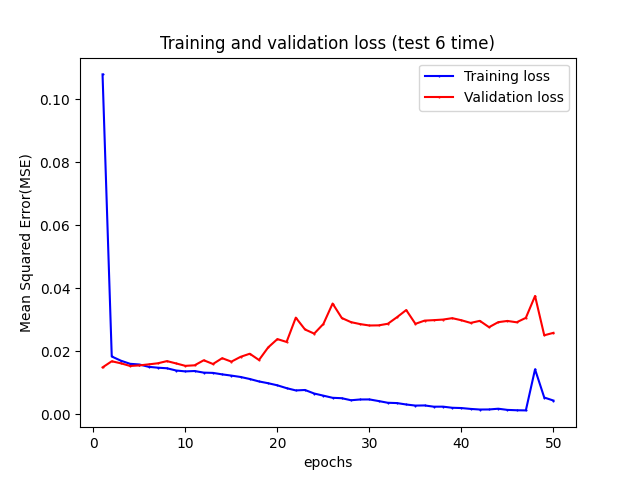 Training and validation loss (test 6 time)
Training loss
Validation loss
Mean Squared Error(MSE)
0.10
0.08
0.06
0.04
0.02
0.00
0 10 20 30 40 50
epochs